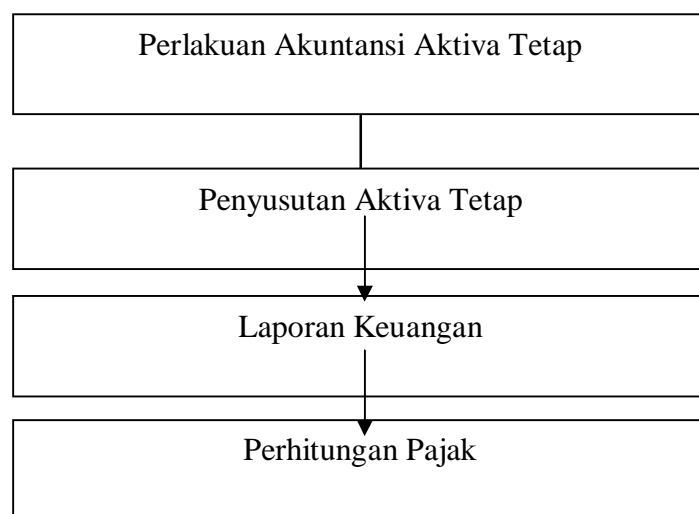 Perlakuan Akuntansi Aktiva Tetap
Penyusutan Aktiva Tetap
Laporan Keuangan
Perhitungan Pajak